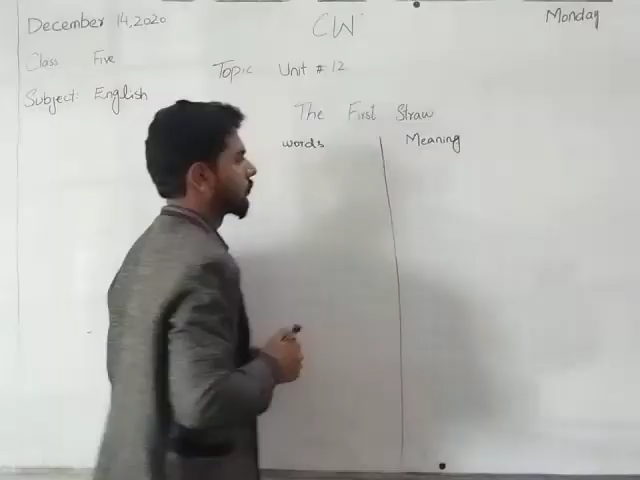 December 14, 2020 CW Monday
Class Five
Topic Unit # 12
Subject: English
The First Straw
words Meaning